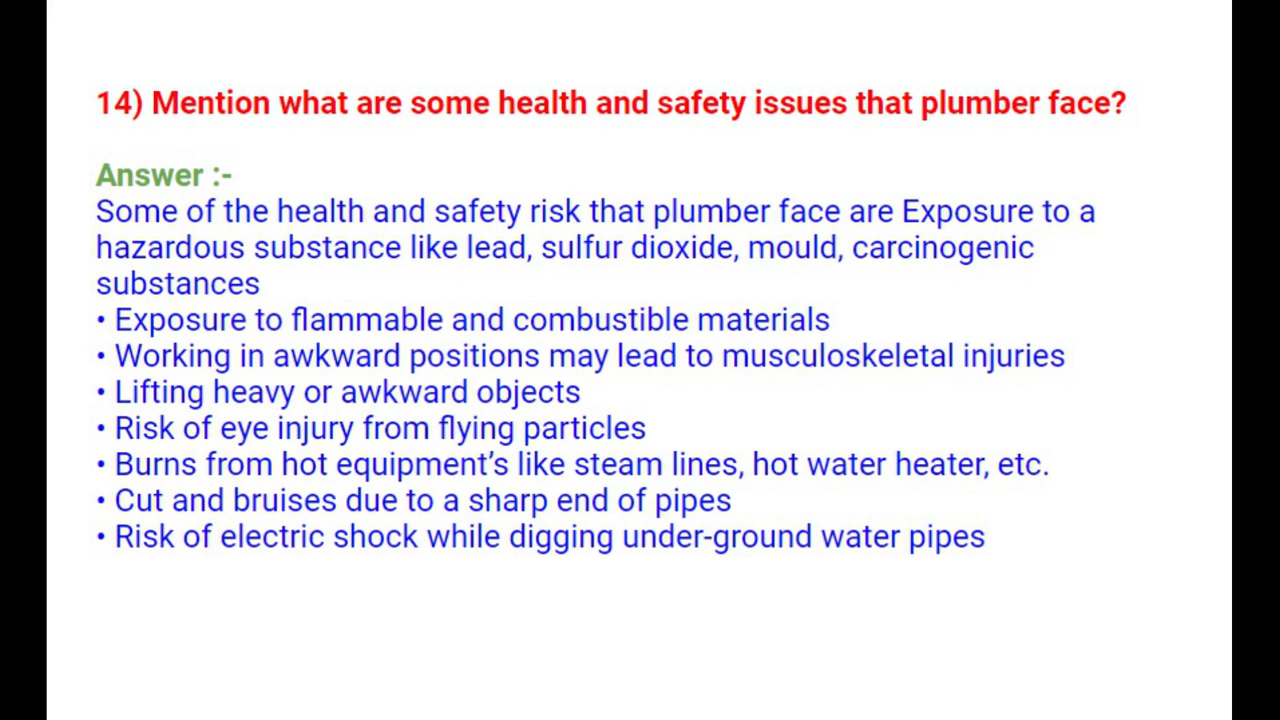 14) Mention what are some health and safety issues that plumber face?
Answer :-
Some of the health and safety risk that plumber face are Exposure to a
hazardous substance like lead, sulfur dioxide, mould, carcinogenic
substances
• Exposure to flammable and combustible materials
• Working in awkward positions may lead to musculoskeletal injuries
• Lifting heavy or awkward objects
• Risk of eye injury from flying particles
• Burns from hot equipment’s like steam lines, hot water heater, etc.
• Cut and bruises due to a sharp end of pipes
• Risk of electric shock while digging under-ground water pipes